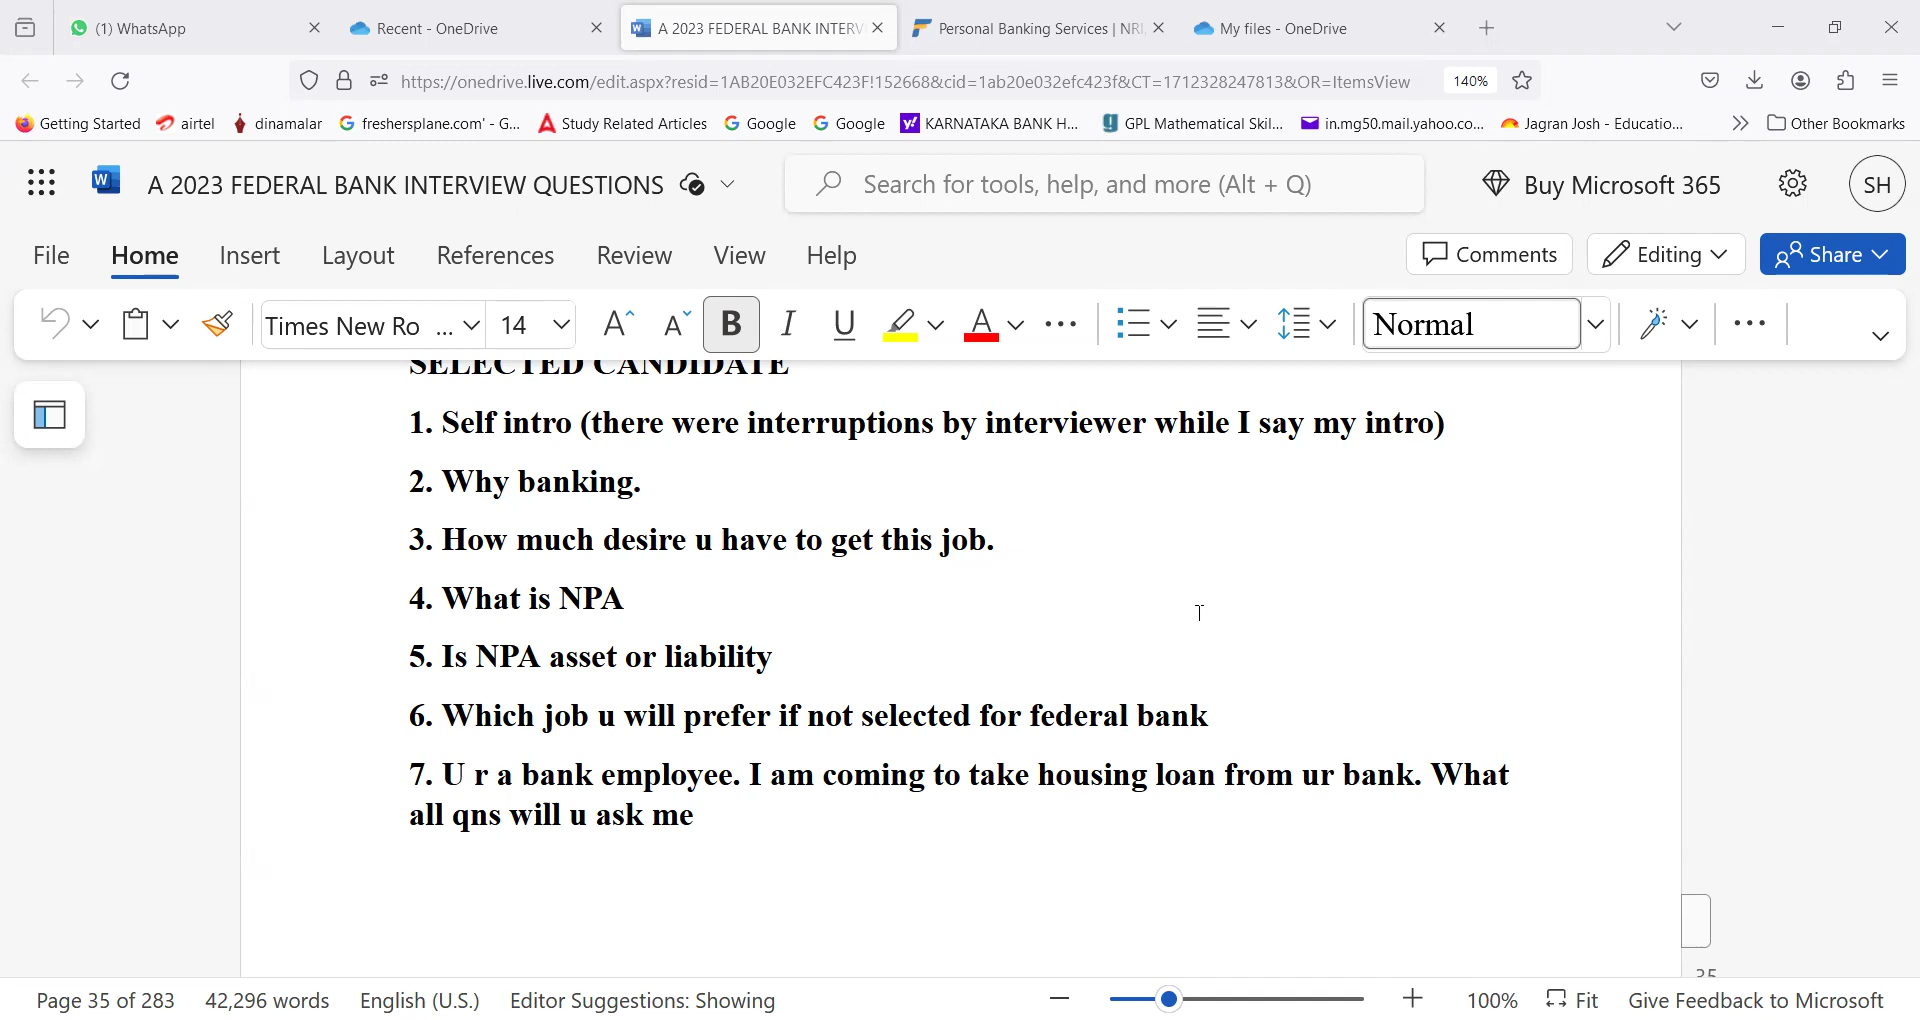 (1) WhatsApp
Recent - OneDrive
A 2023 FEDERAL BANK INTERV
Personal Banking Services | NRI,
My files - OneDrive
https://onedrive.live.com/edit.aspx?resid=1AB20E032EFC423F!152668&cid=1ab20e032efc423f&CT=1712328247813&OR=ItemsView
140%
Getting Started
airtel
dinamalar
freshersplane.com' - G...
Study Related Articles
Google
Google
KARNATAKA BANK H...
GPL Mathematical Skil...
in.mg50.mail.yahoo.co...
Jagran Josh - Educatio...
Other Bookmarks
A 2023 FEDERAL BANK INTERVIEW QUESTIONS
Search for tools, help, and more (Alt + Q)
Buy Microsoft 365
SH
File
Home
Insert
Layout
References
Review
View
Help
Comments
Editing
Share
Times New Ro ...
14
B
I
U
A
Normal
SELECTED CANDIDATE
1. Self intro (there were interruptions by interviewer while I say my intro)
2. Why banking.
3. How much desire u have to get this job.
4. What is NPA
5. Is NPA asset or liability
6. Which job u will prefer if not selected for federal bank
7. U r a bank employee. I am coming to take housing loan from ur bank. What
all qns will u ask me
35
Page 35 of 283
42,296 words
English (U.S.)
Editor Suggestions: Showing
100%
Fit
Give Feedback to Microsoft